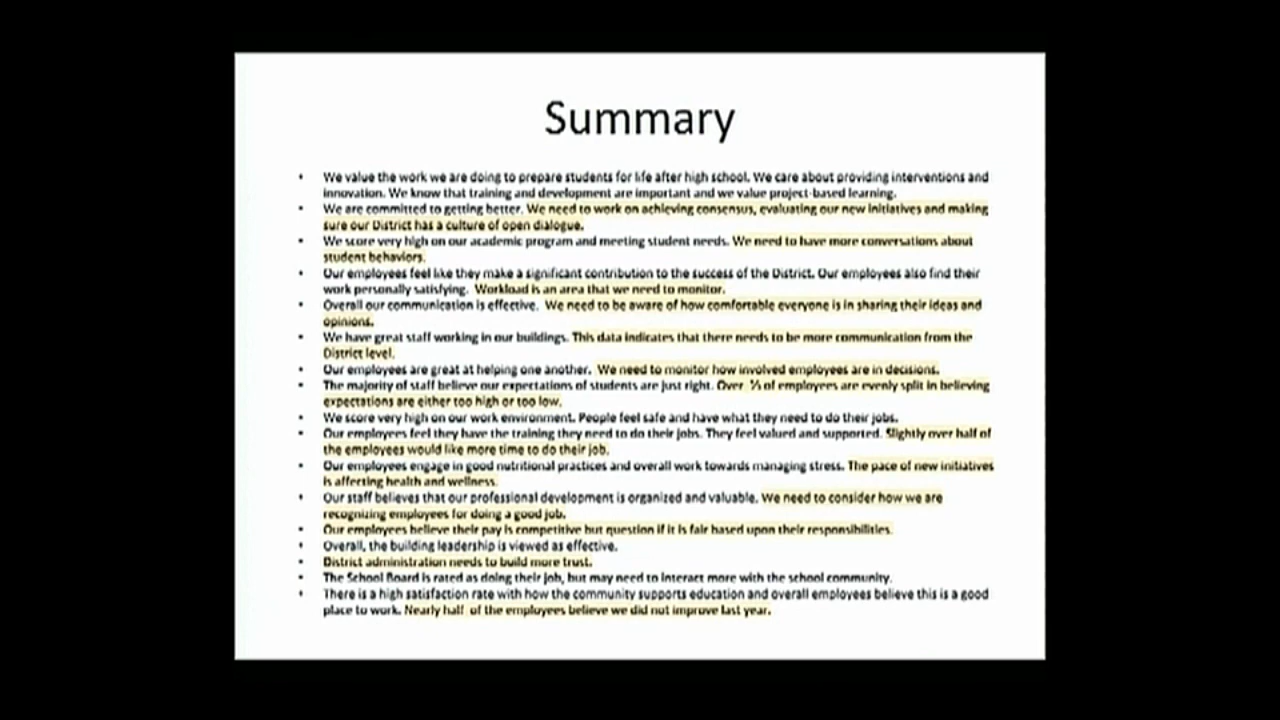 Summary
• We value the work we are doing to prepare students for life after high school. We care about providing interventions and
innovation. We know that training and development are important and we value project-based learning.
• We are committed to getting better. We need to work on achieving consensus, evaluating our new initiatives and making
sure our District has a culture of open dialogue.
• We score very high on our academic program and meeting student needs. We need to have more conversations about
student behaviors.
• Our employees feel like they make a significant contribution to the success of the District. Our employees also find their
work personally satisfying. Workload is an area that we need to monitor.
• Overall our communication is effective. We need to be aware of how comfortable everyone is in sharing their ideas and
opinions.
• We have great staff working in our buildings. This data indicates that there needs to be more communication from the
District level.
• Our employees are great at helping one another. We need to monitor how involved employees are in decisions.
• The majority of staff believe our expectations of students are just right. Over of employees are evenly split in believing
expectations are either too high or too low.
• We score very high on our work environment. People feel safe and have what they need to do their jobs.
• Our employees feel they have the training they need to do their jobs. They feel valued and supported. Slightly over half of
the employees would like more time to do their job.
• Our employees engage in good nutritional practices and overall work towards managing stress. The pace of new initiatives
is affecting health and wellness.
• Our staff believes that our professional development is organized and valuable. We need to consider how we are
recognizing employees for doing a good job.
• Our employees believe their pay is competitive but question if it is fair based upon their responsibilities.
• Overall, the building leadership is viewed as effective.
• District administration needs to build more trust.
• The School Board is rated as doing their job, but may need to interact more with the school community.
• There is a high satisfaction rate with how the community supports education and overall employees believe this is a good
place to work. Nearly half of the employees believe we did not improve last year.